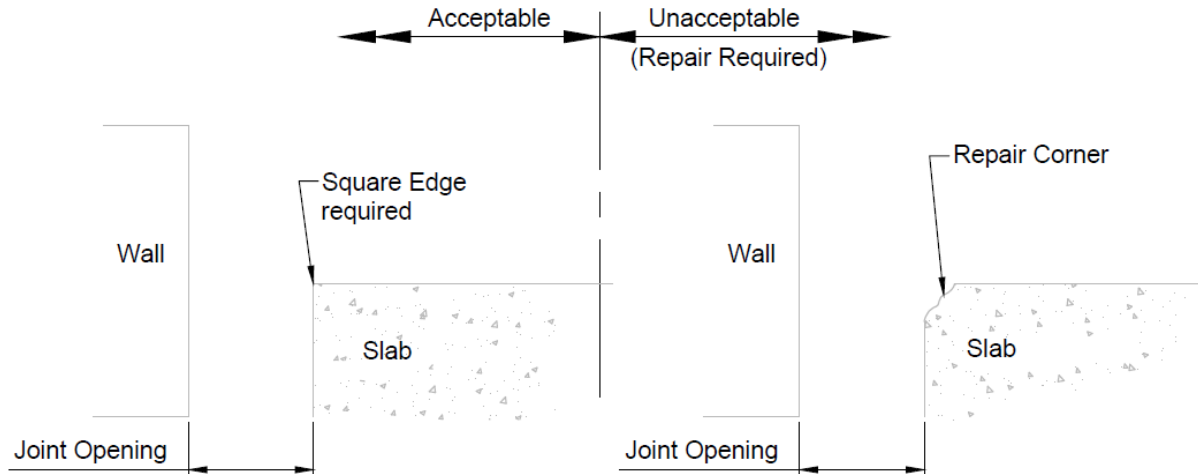 Acceptable
Unacceptable
(Repair Required)
Square Edge
required
Wall
Slab
Joint Opening
Repair Corner
Wall
Slab
Joint Opening